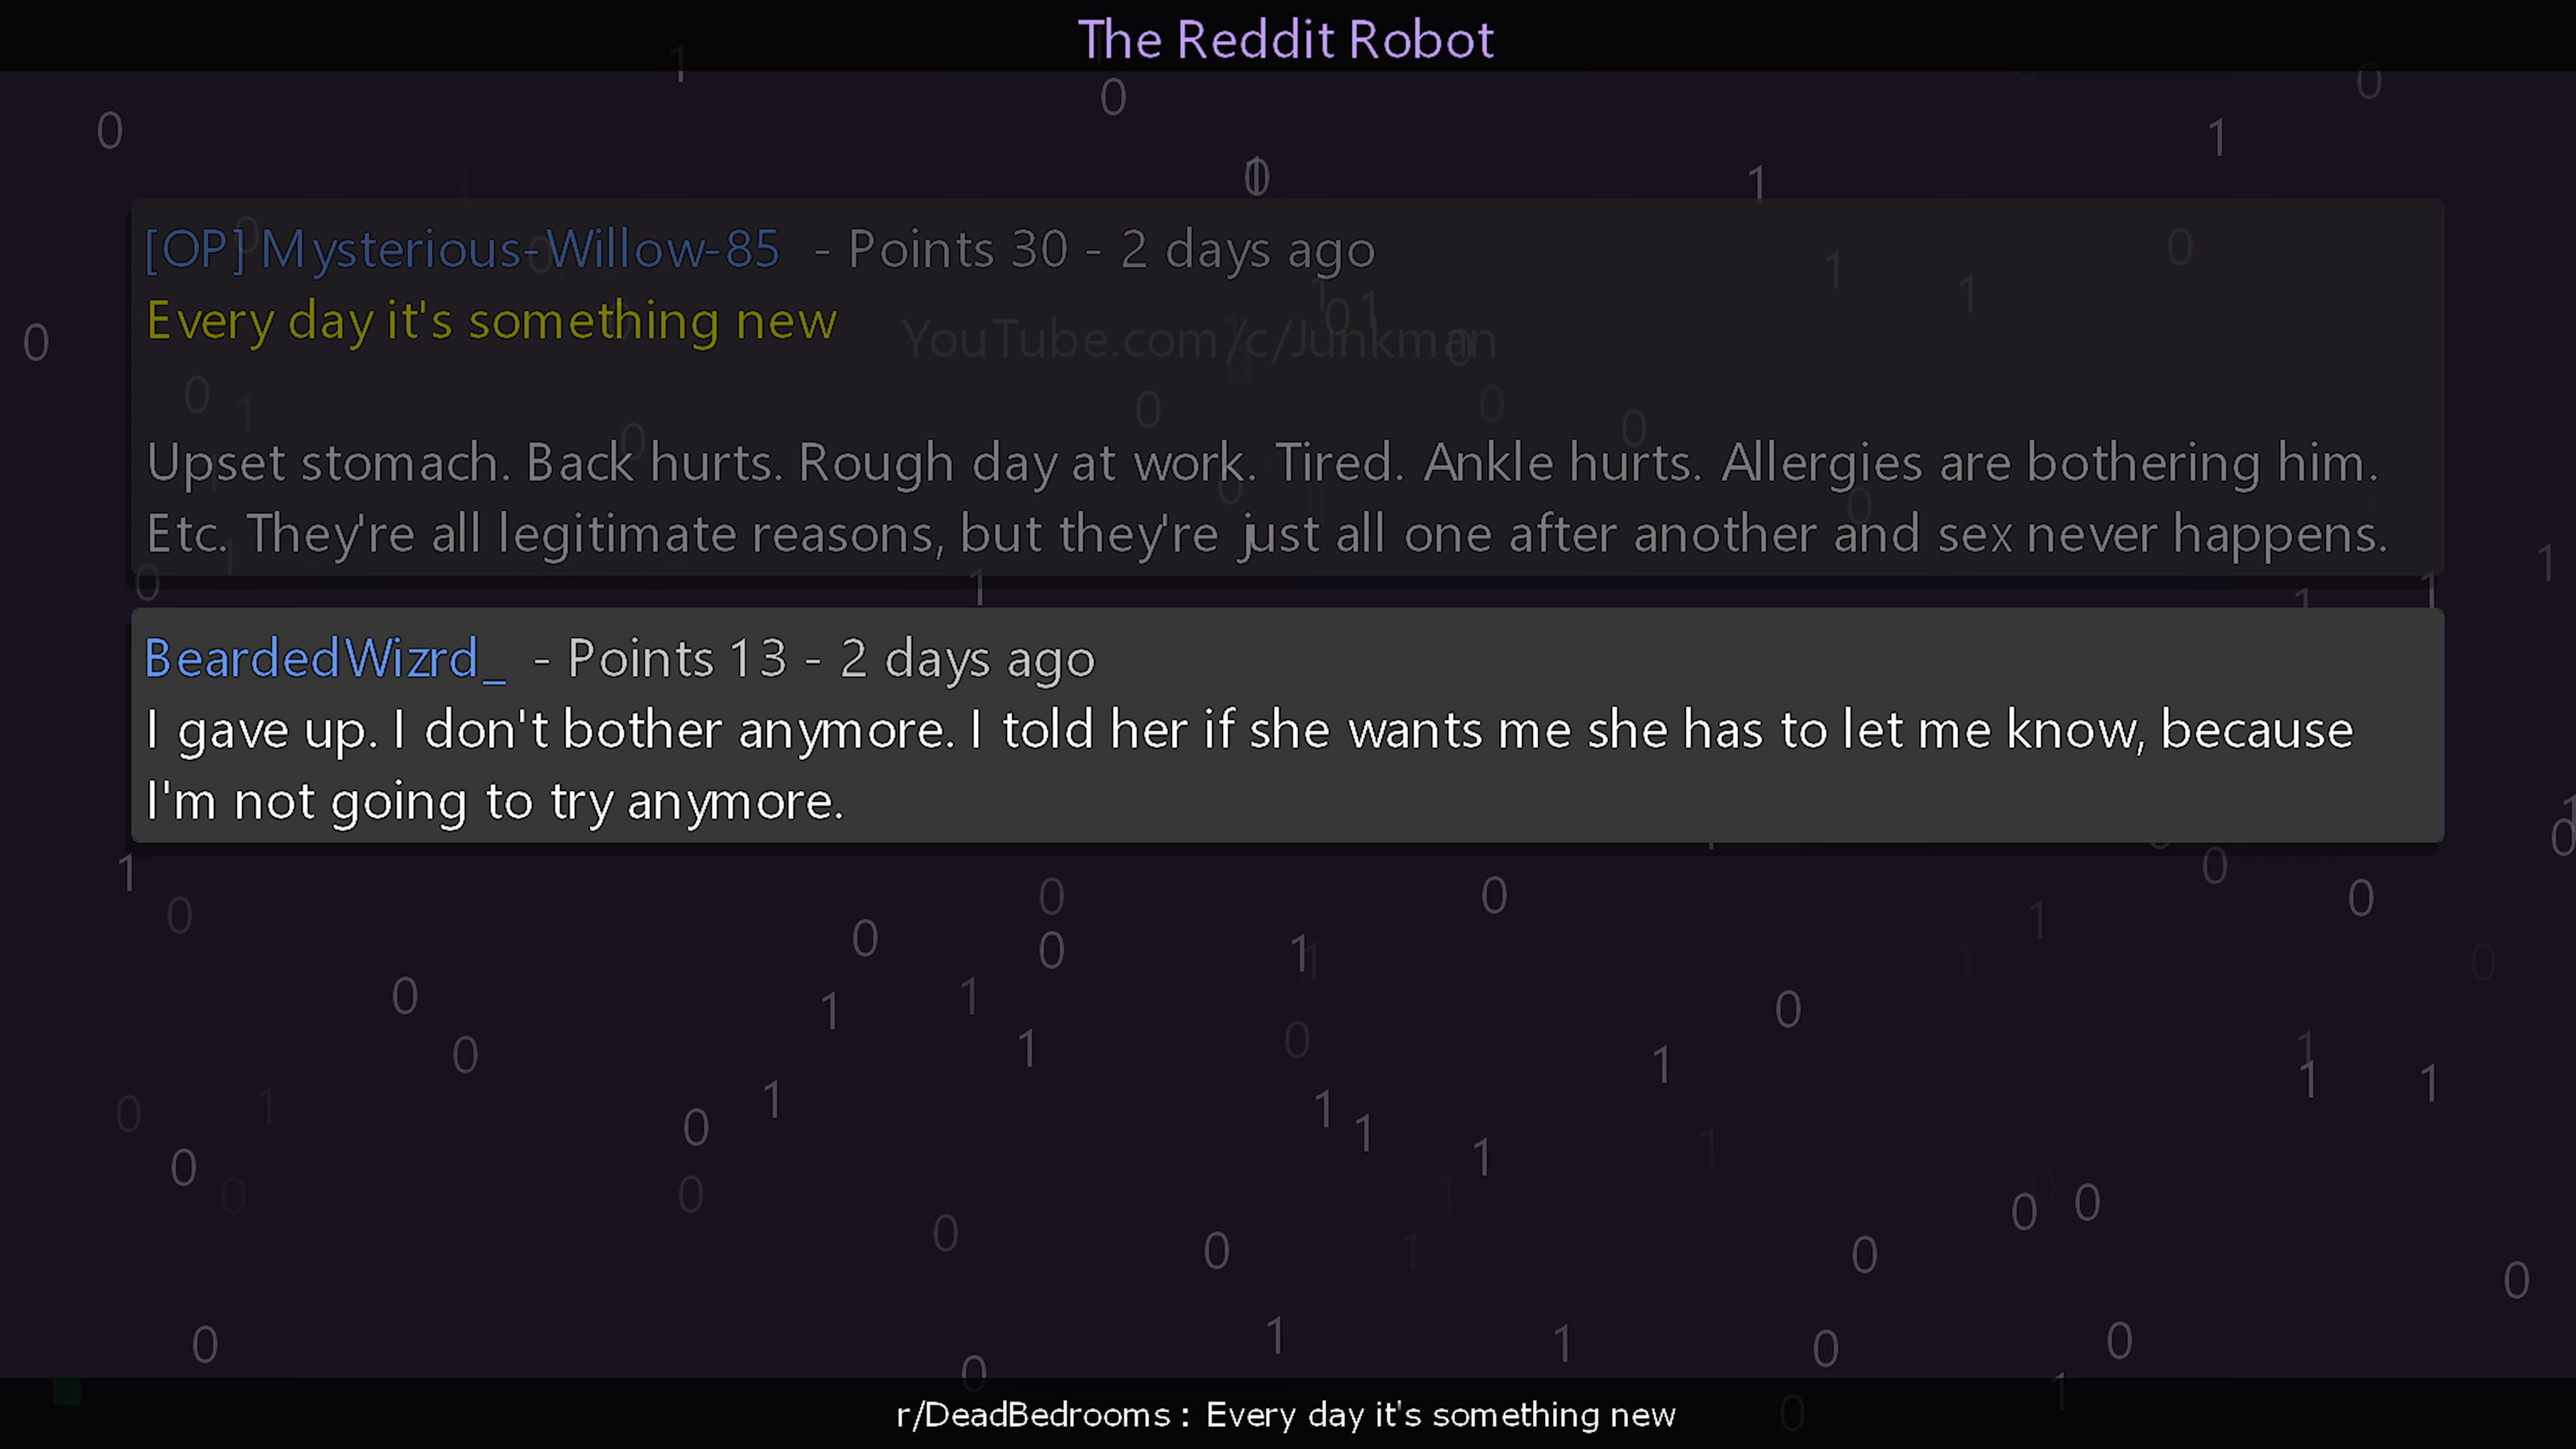 The Reddit Robot
[OP] Mysterious-Willow-85 - Points 30 - 2 days ago
Every day it's something new
YouTube.com/c/Junkman
Upset stomach. Back hurts. Rough day at work. Tired. Ankle hurts. Allergies are bothering him.
Etc. They're all legitimate reasons, but they're just all one after another and sex never happens.
BeardedWizrd_ - Points 13 - 2 days ago
I gave up. I don't bother anymore. I told her if she wants me she has to let me know, because
I'm not going to try anymore.
r/DeadBedrooms : Every day it's something new